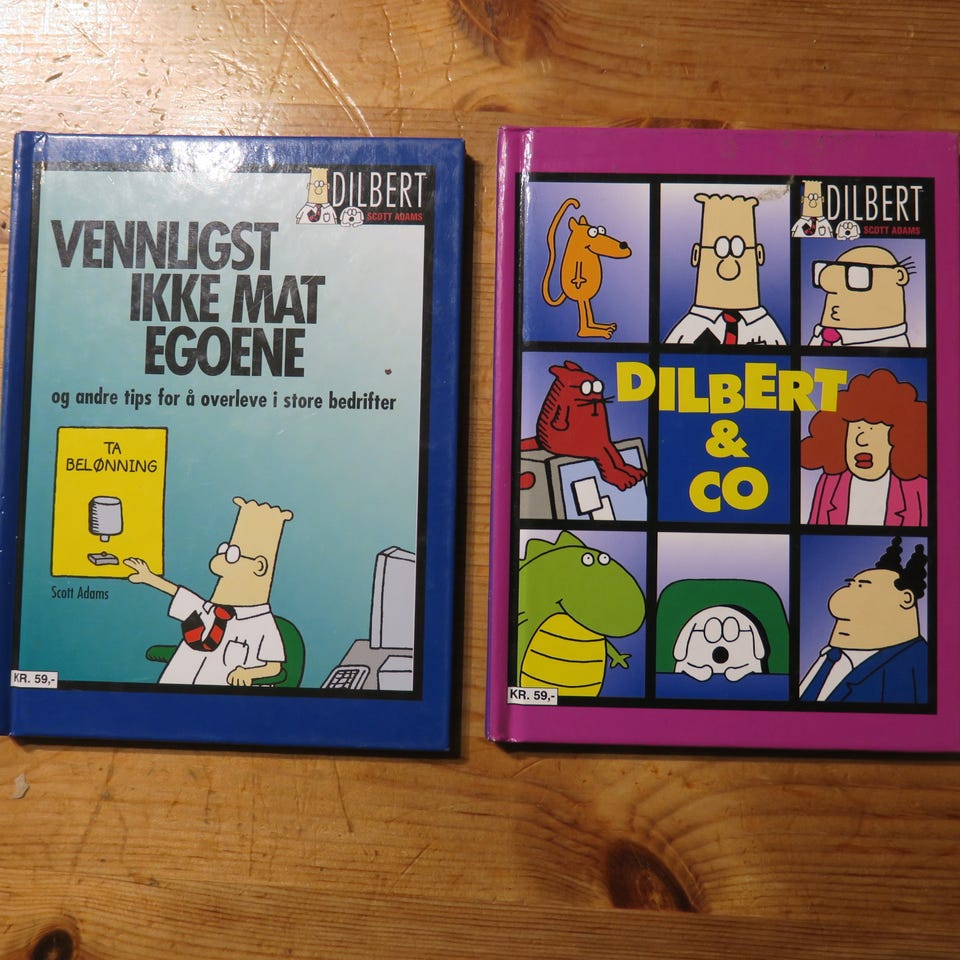 DILBERT
SCOTT ADAMS
VENNLIGST
IKKE MAT
EGOENE
og andre tips for å overleve i store bedrifter
TA
BELØNNING
Scott Adams
KR. 59,-
DILBERT
SCOTT ADAMS
DILBERT
&
CO
KR. 59,-